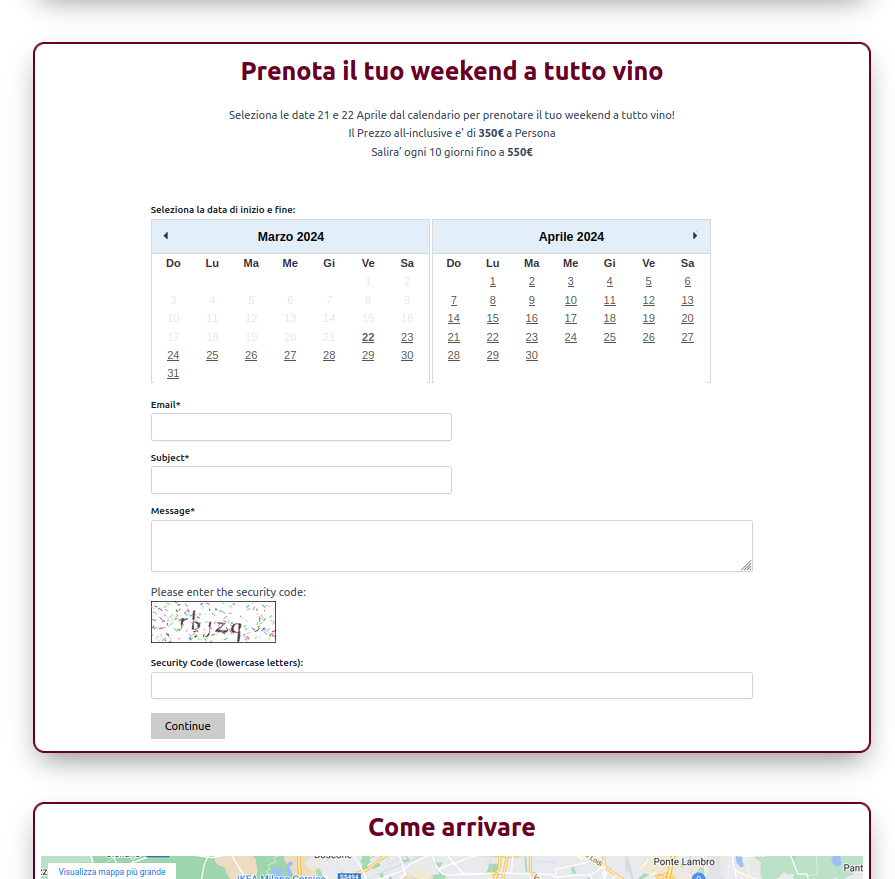 Prenota il tuo weekend a tutto vino
Seleziona le date 21 e 22 Aprile dal calendario per prenotare il tuo weekend a tutto vino!
Il Prezzo all-inclusive e' di 350€ a Persona
Salira' ogni 10 giorni fino a 550€
Seleziona la data di inizio e fine:
Marzo 2024
Do Lu Ma Me Gi Ve Sa
1 2
3 4 5 6 7 8 9
10 11 12 13 14 15 16
17 18 19 20 21 22 23
24 25 26 27 28 29 30
31
Aprile 2024
Do Lu Ma Me Gi Ve Sa
1 2 3 4 5 6
7 8 9 10 11 12 13
14 15 16 17 18 19 20
21 22 23 24 25 26 27
28 29 30
Email*
Subject*
Message*
Please enter the security code:
Security Code (lowercase letters):
Continue
Come arrivare
Visualizza mappa più grande
IKEA Milano Corsico
Ponte Lambro
Pant